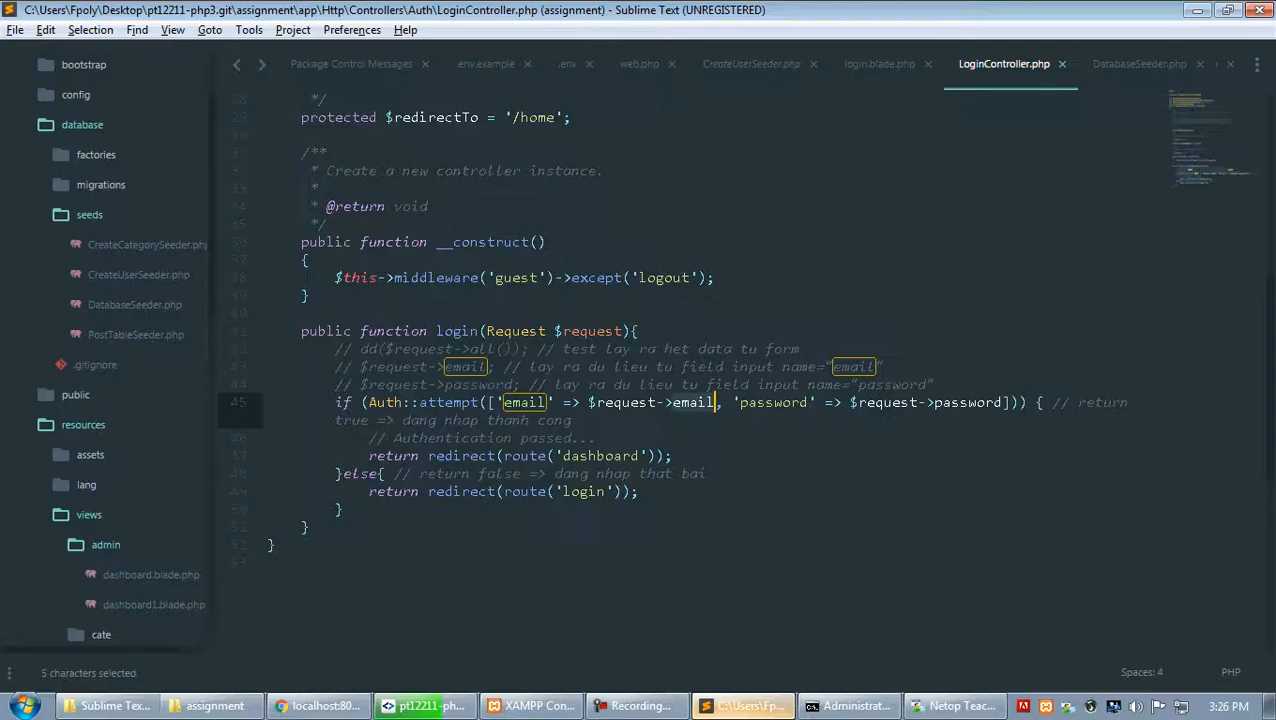 C:\Users\Fpoly\Desktop\pt12211-php3.git\assignment\app\Http\Controllers\Auth\LoginController.php (assignment) - Sublime Text (UNREGISTERED)
File Edit Selection Find View Goto Tools Project Preferences Help
Package Control Messages .env.example .env web.php CreateUserSeeder.php login.blade.php LoginController.php DatabaseSeeder.php
bootstrap
config
database
factories
migrations
seeds
CreateCategorySeeder.php
CreateUserSeeder.php
DatabaseSeeder.php
PostTableSeeder.php
.gitignore
public
resources
assets
lang
views
admin
dashboard.blade.php
dashboard1.blade.php
cate
*/
protected $redirectTo = '/home';
/**
* Create a new controller instance.
*
* @return void
*/
public function __construct()
{
$this->middleware('guest')->except('logout');
}
public function login(Request $request){
// dd($request->all()); // test lay ra het data tu form
// $request->email; // lay ra du lieu tu field input name="email"
// $request->password; // lay ra du lieu tu field input name="password"
45 if (Auth::attempt(['email' => $request->email, 'password' => $request->password])) { // return
true => dang nhap thanh cong
// Authentication passed...
return redirect(route('dashboard'));
}else{ // return false => dang nhap that bai
return redirect(route('login'));
}
}
}
5 characters selected Spaces: 4 PHP
Sublime Tex... assignment localhost:80... pt12211-ph... XAMPP Con... Recording... C:\Users\Fp... Administrat... Netop Teac... 3:26 PM